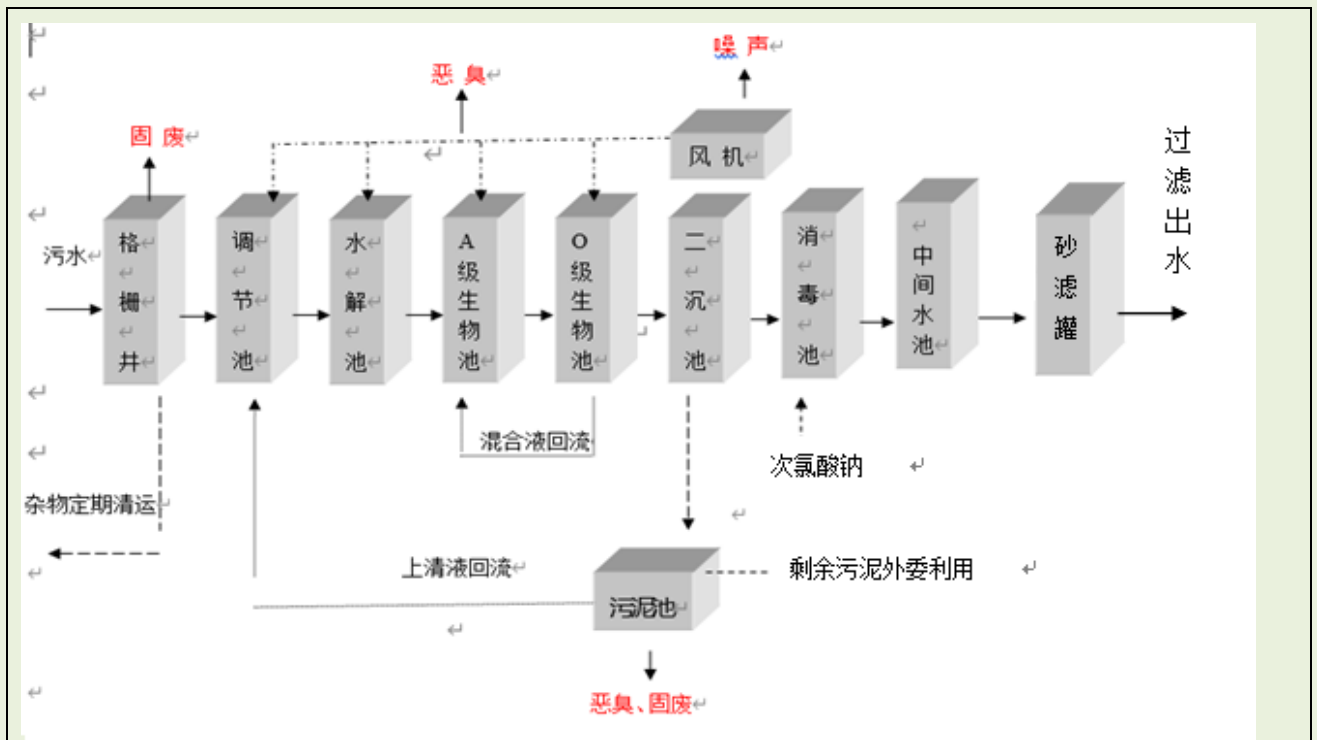 噪 声
恶 臭
固 废
风 机
过滤出水
污水
格栅井
调节池
水解池
A级生物池
O级生物池
二沉池
消毒池
中间水池
砂滤罐
混合液回流
次氯酸钠
杂物定期清运
上清液回流
剩余污泥外委利用
污泥池
恶臭、固废